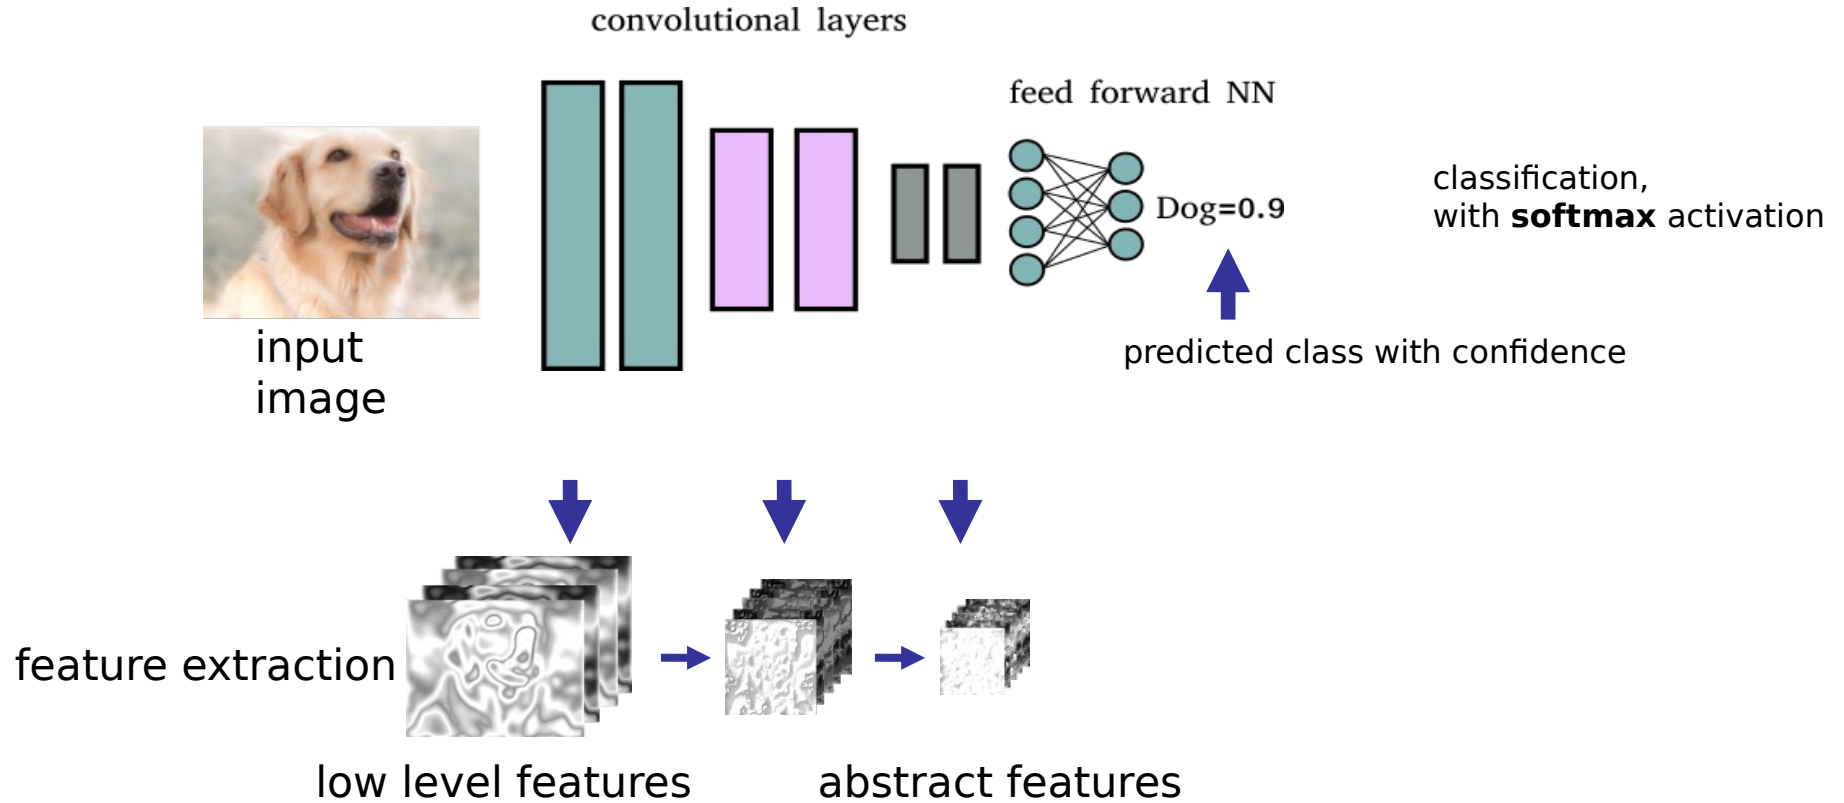 convolutional layers
feed forward NN
classification,
with softmax activation
Dog=0.9
predicted class with confidence
input
image
feature extraction
low level features
abstract features